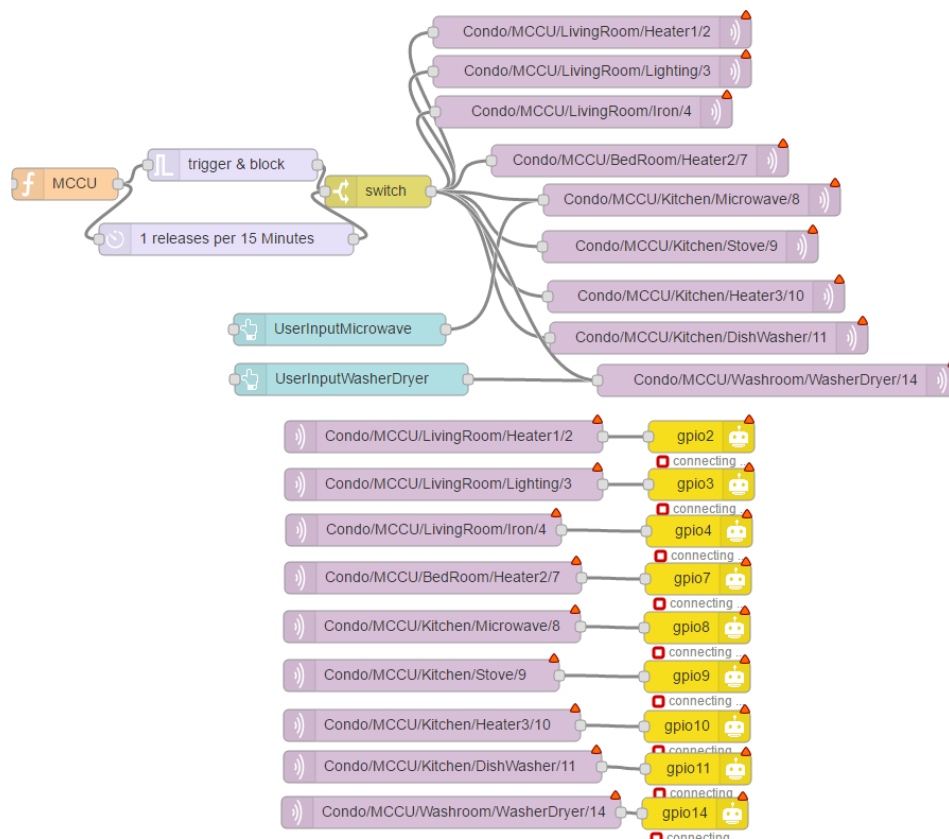 Condo/MCCU/LivingRoom/Heater1/2
Condo/MCCU/LivingRoom/Lighting/3
Condo/MCCU/LivingRoom/Iron/4
trigger & block
MCCU
switch
Condo/MCCU/BedRoom/Heater2/7
Condo/MCCU/Kitchen/Microwave/8
1 releases per 15 Minutes
Condo/MCCU/Kitchen/Stove/9
Condo/MCCU/Kitchen/Heater3/10
UserInputMicrowave
Condo/MCCU/Kitchen/DishWasher/11
UserInputWasherDryer
Condo/MCCU/Washroom/WasherDryer/14
Condo/MCCU/LivingRoom/Heater1/2
gpio2
connecting ...
Condo/MCCU/LivingRoom/Lighting/3
gpio3
connecting ...
Condo/MCCU/LivingRoom/Iron/4
gpio4
connecting ...
Condo/MCCU/BedRoom/Heater2/7
gpio7
connecting ...
Condo/MCCU/Kitchen/Microwave/8
gpio8
connecting ...
Condo/MCCU/Kitchen/Stove/9
gpio9
connecting ...
Condo/MCCU/Kitchen/Heater3/10
gpio10
connecting ...
Condo/MCCU/Kitchen/DishWasher/11
gpio11
connecting ...
Condo/MCCU/Washroom/WasherDryer/14
gpio14
connecting ...